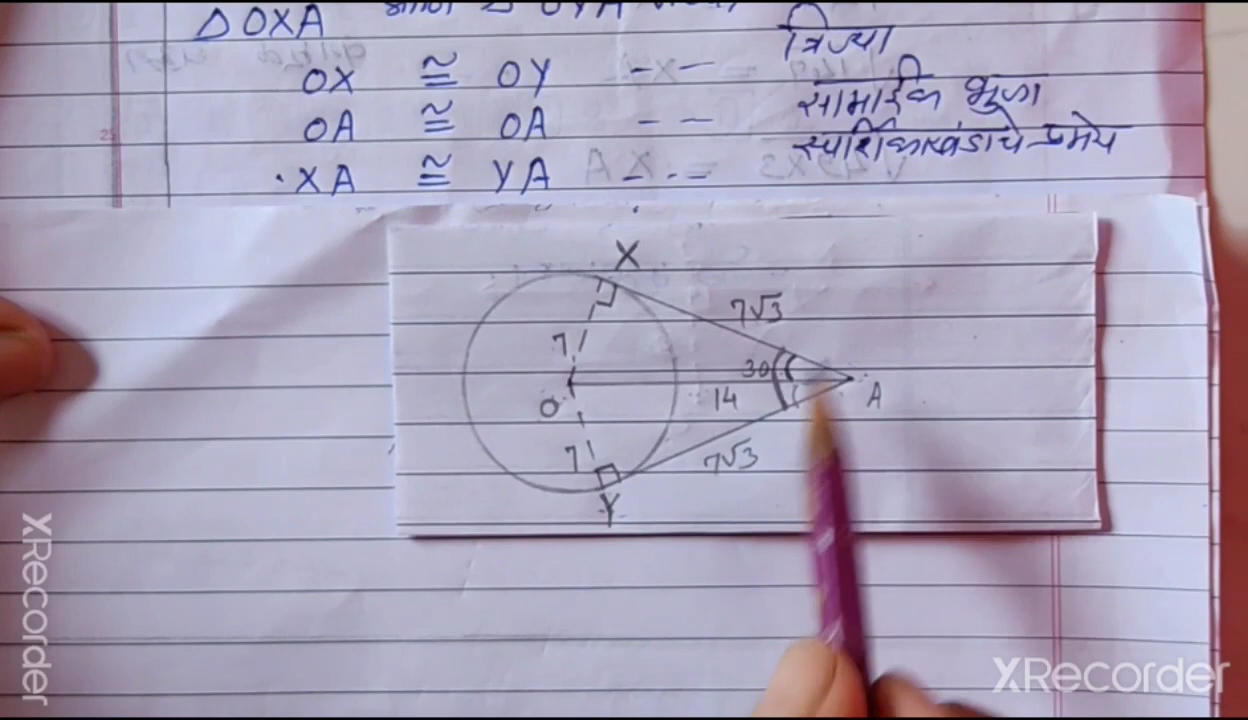 △OXA
OX ≅ OY -- त्रिज्या
OA ≅ OA -- सामाईक भुजा
XA ≅ YA -- स्पर्शिकाखंडाचे प्रमेय
X
7√3
7
30
O
14
A
7
7√3
Y
XRecorder
XRecorder